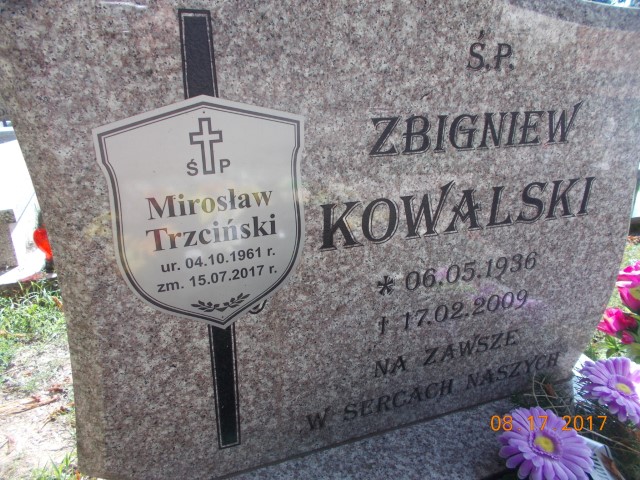 Ś P
Mirosław
Trzciński
ur. 04.10.1961 r.
zm. 15.07.2017 r.
Ś.P.
ZBIGNIEW
KOWALSKI
* 06.05.1936
† 17.02.2009
NA ZAWSZE
W SERCACH NASZYCH
08 17 2017